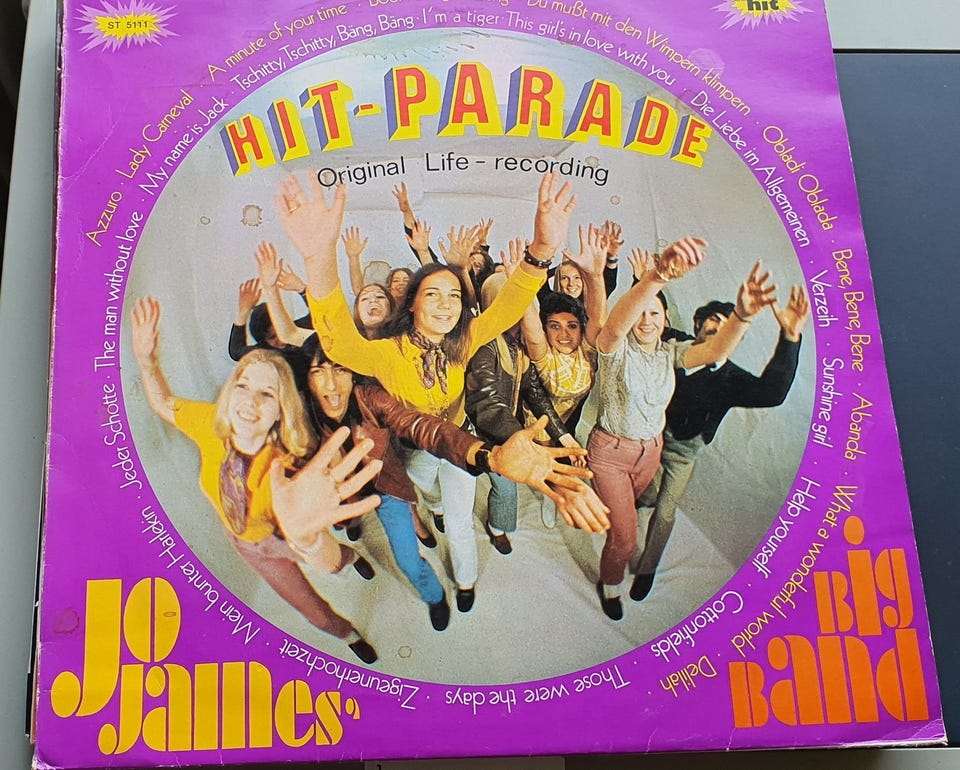 ST 5111
hit
Azzuro · Lady Carneval · A minute of your time · Du mußt mit den Wimpern klimpern · Obladi Oblada · Bene, Bene, Bene · Abanda · What a wonderful world · Delilah
Jeder Schotte · The man without love · My name is Jack · Tschitty, Tschitty, Bäng, Bäng · I'm a tiger · This girl's in love with you · Die Liebe im Allgemeinen · Verzeih · Sunshine girl · Help yourself · Cottonfields · Those were the days · Zigeunerhochzeit · Mein bunter Harlekin
HIT-PARADE
Original Life-recording
JO JAMES'
BIG BAND